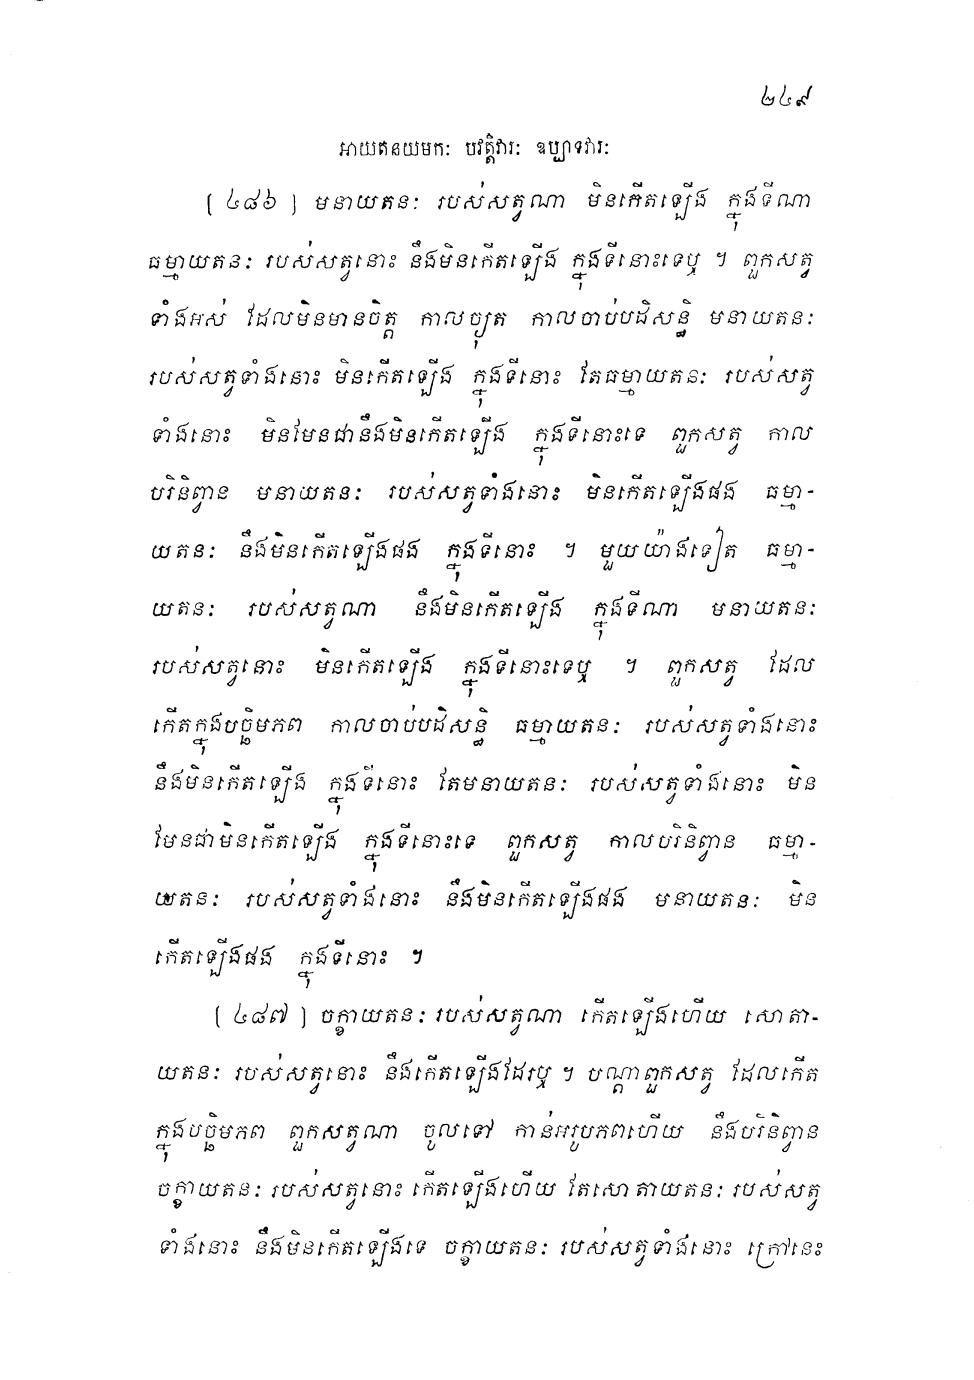 ២៤៩
អាយតនយមកៈ បវត្តិវារៈ ឧប្បាទវារៈ
[ ៤៨៦ ] មនាយតនៈ របស់សត្វណា មិនកើតឡើង ក្នុងទីណា
ធម្មាយតនៈ របស់សត្វនោះ នឹងមិនកើតឡើង ក្នុងទីនោះទេឬ ។ ពួកសត្វ
ទាំងអស់ ដែលមិនមានចិត្ត កាលច្យុត កាលចាប់បដិសន្ធិ មនាយតនៈ
របស់សត្វទាំងនោះ មិនកើតឡើង ក្នុងទីនោះ តែធម្មាយតនៈ របស់សត្វ
ទាំងនោះ មិនមែនជានឹងមិនកើតឡើង ក្នុងទីនោះទេ ពួកសត្វ កាល
បរិនិព្វាន មនាយតនៈ របស់សត្វទាំងនោះ មិនកើតឡើងផង ធម្មា-
យតនៈ នឹងមិនកើតឡើងផង ក្នុងទីនោះ ។ មួយយ៉ាងទៀត ធម្មា-
យតនៈ របស់សត្វណា នឹងមិនកើតឡើង ក្នុងទីណា មនាយតនៈ
របស់សត្វនោះ មិនកើតឡើង ក្នុងទីនោះទេឬ ។ ពួកសត្វ ដែល
កើតក្នុងបច្ឆិមភព កាលចាប់បដិសន្ធិ ធម្មាយតនៈ របស់សត្វទាំងនោះ
នឹងមិនកើតឡើង ក្នុងទីនោះ តែមនាយតនៈ របស់សត្វទាំងនោះ មិន
មែនជាមិនកើតឡើង ក្នុងទីនោះទេ ពួកសត្វ កាលបរិនិព្វាន ធម្មា-
យតនៈ របស់សត្វទាំងនោះ នឹងមិនកើតឡើងផង មនាយតនៈ មិន
កើតឡើងផង ក្នុងទីនោះ ។
[ ៤៨៧ ] ចក្ខាយតនៈ របស់សត្វណា កើតឡើងហើយ សោតា-
យតនៈ របស់សត្វនោះ នឹងកើតឡើងដែរឬ ។ បណ្ដាពួកសត្វ ដែលកើត
ក្នុងបច្ឆិមភព ពួកសត្វណា ចូលទៅ កាន់អរូបភពហើយ នឹងបរិនិព្វាន
ចក្ខាយតនៈ របស់សត្វនោះ កើតឡើងហើយ តែសោតាយតនៈ របស់សត្វ
ទាំងនោះ នឹងមិនកើតឡើងទេ ចក្ខាយតនៈ របស់សត្វទាំងនោះ ក្រៅនេះ